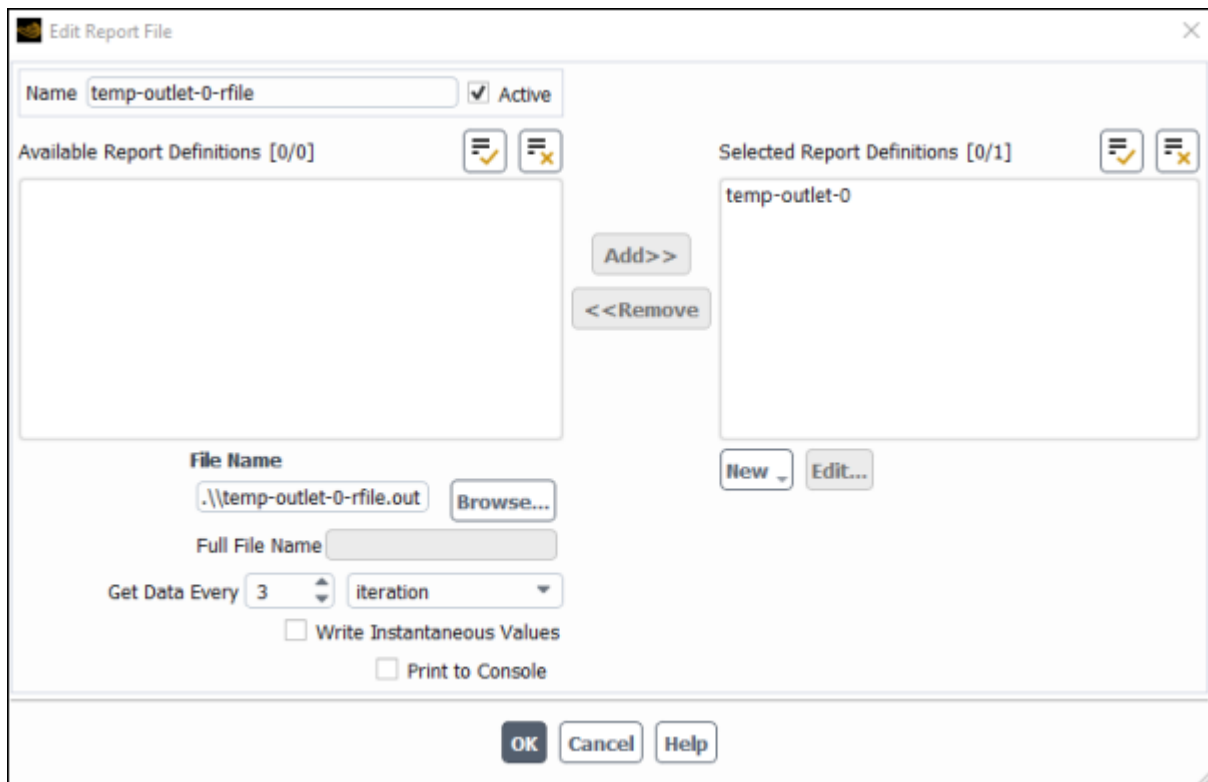 Edit Report File
Name temp-outlet-0-rfile Active
Available Report Definitions [0/0]
Selected Report Definitions [0/1]
temp-outlet-0
Add>>
<<Remove
New Edit...
File Name
.\\temp-outlet-0-rfile.out Browse...
Full File Name
Get Data Every 3 iteration
Write Instantaneous Values
Print to Console
OK Cancel Help